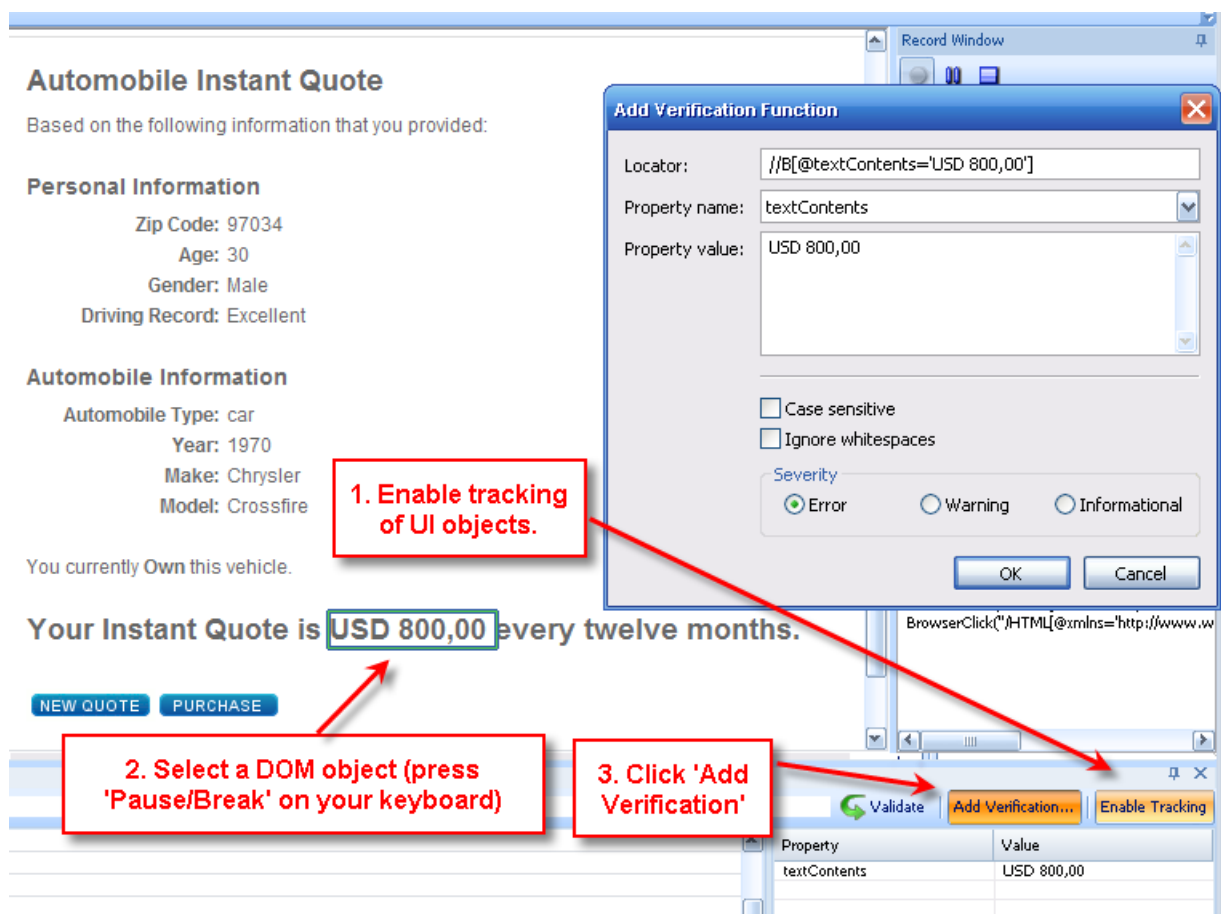 Record Window
Automobile Instant Quote
Based on the following information that you provided:
Personal Information
Zip Code: 97034
Age: 30
Gender: Male
Driving Record: Excellent
Automobile Information
Automobile Type: car
Year: 1970
Make: Chrysler
Model: Crossfire
You currently Own this vehicle.
Your Instant Quote is USD 800,00 every twelve months.
NEW QUOTE
PURCHASE
Add Verification Function
Locator: //B[@textContents='USD 800,00']
Property name: textContents
Property value: USD 800,00
Case sensitive
Ignore whitespaces
Severity
Error Warning Informational
OK Cancel
BrowserClick("/HTML[@xmlns='http://www.w
1. Enable tracking
of UI objects.
2. Select a DOM object (press
'Pause/Break' on your keyboard)
3. Click 'Add
Verification'
Validate Add Verification... Enable Tracking
Property Value
textContents USD 800,00